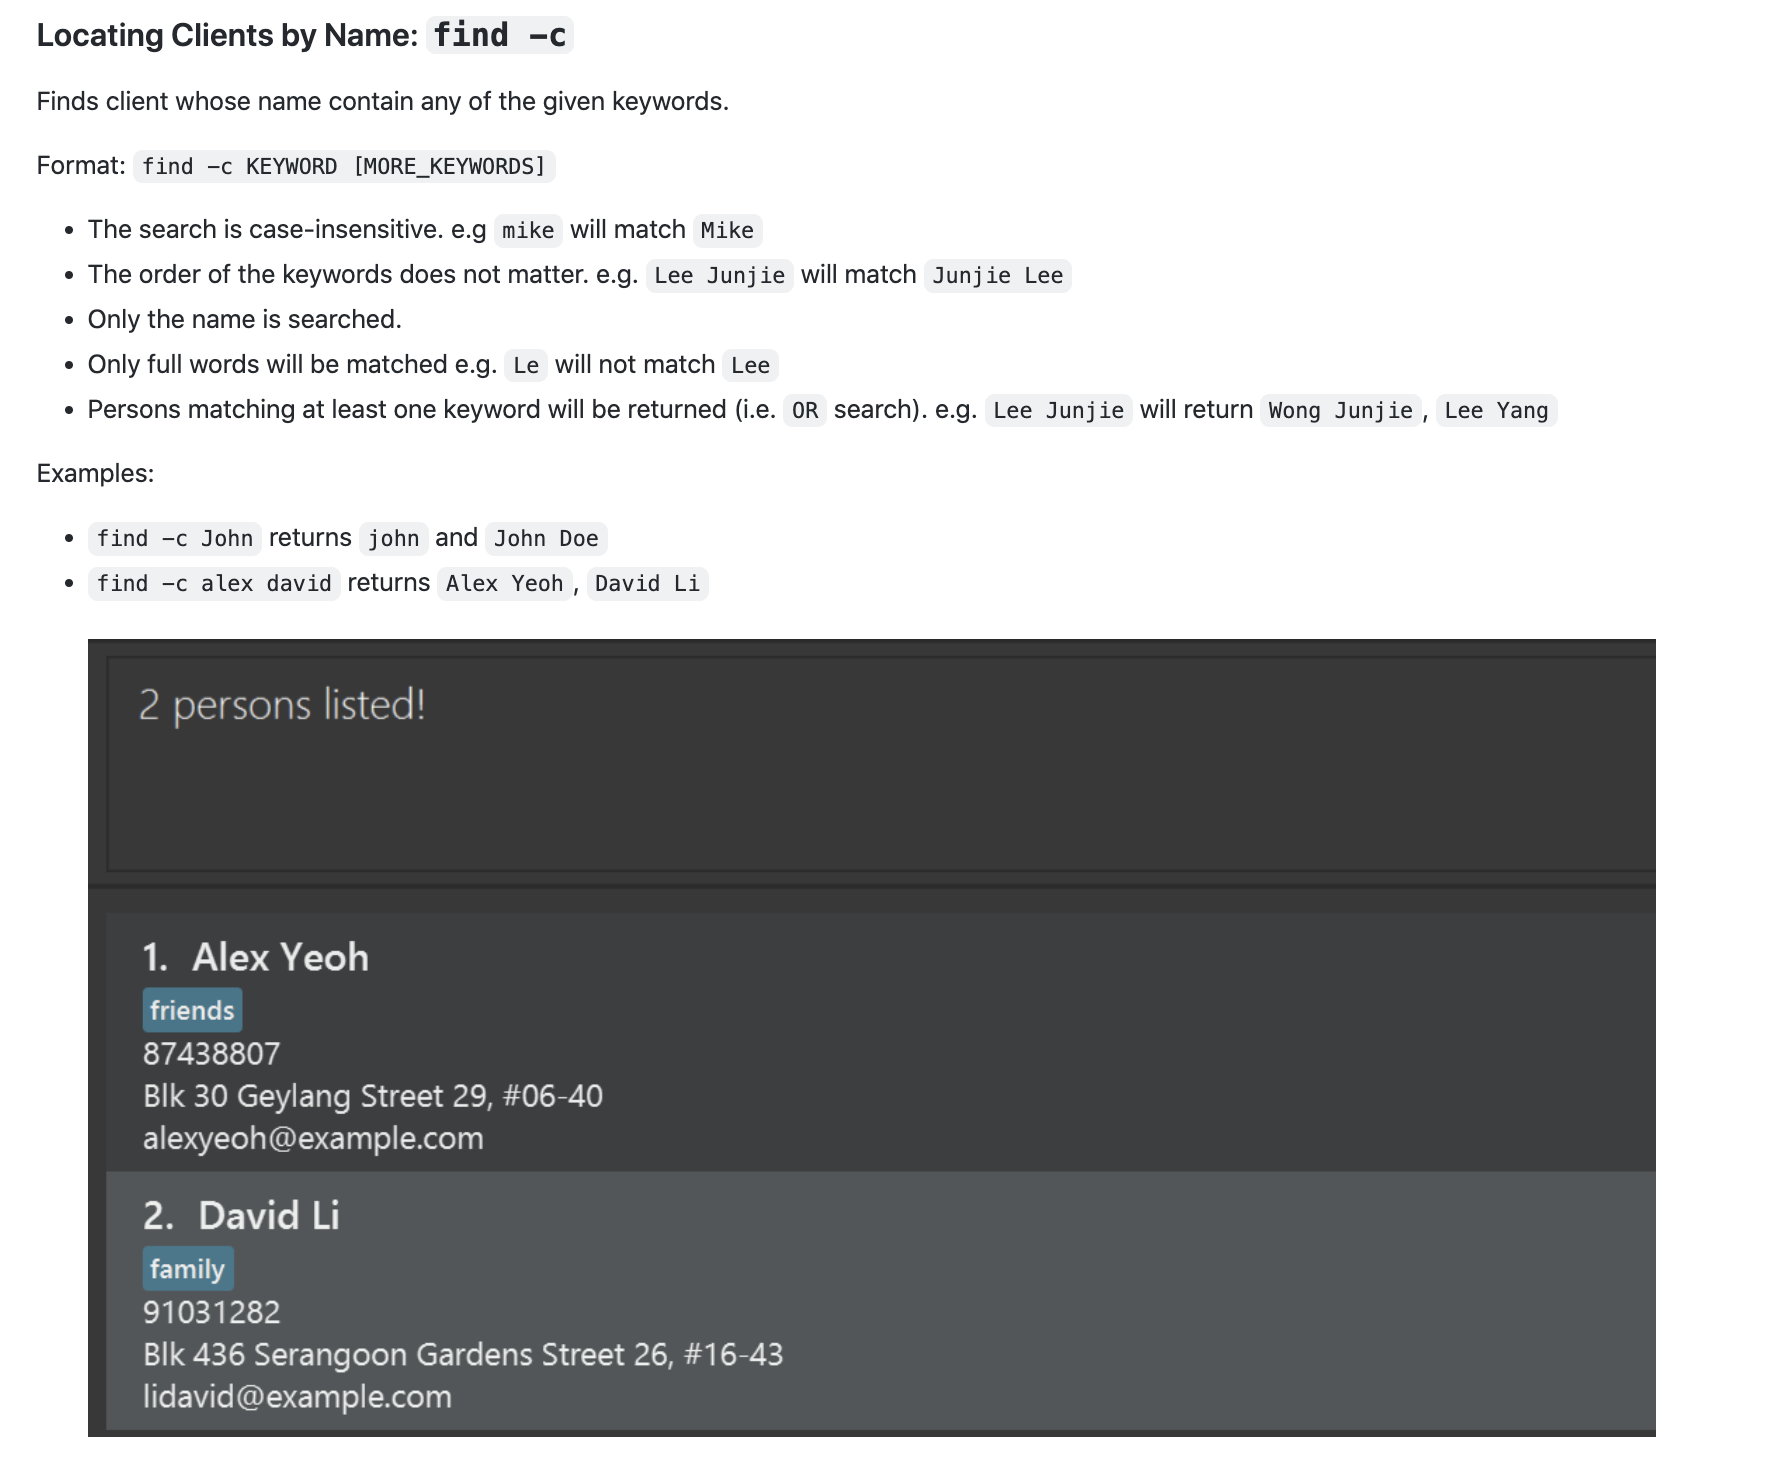 Locating Clients by Name: find -c
Finds client whose name contain any of the given keywords.
Format: find -c KEYWORD [MORE_KEYWORDS]
• The search is case-insensitive. e.g mike will match Mike
• The order of the keywords does not matter. e.g. Lee Junjie will match Junjie Lee
• Only the name is searched.
• Only full words will be matched e.g. Le will not match Lee
• Persons matching at least one keyword will be returned (i.e. OR search). e.g. Lee Junjie will return Wong Junjie, Lee Yang
Examples:
• find -c John returns john and John Doe
• find -c alex david returns Alex Yeoh, David Li
2 persons listed!
1. Alex Yeoh
friends
87438807
Blk 30 Geylang Street 29, #06-40
alexyeoh@example.com
2. David Li
family
91031282
Blk 436 Serangoon Gardens Street 26, #16-43
lidavid@example.com